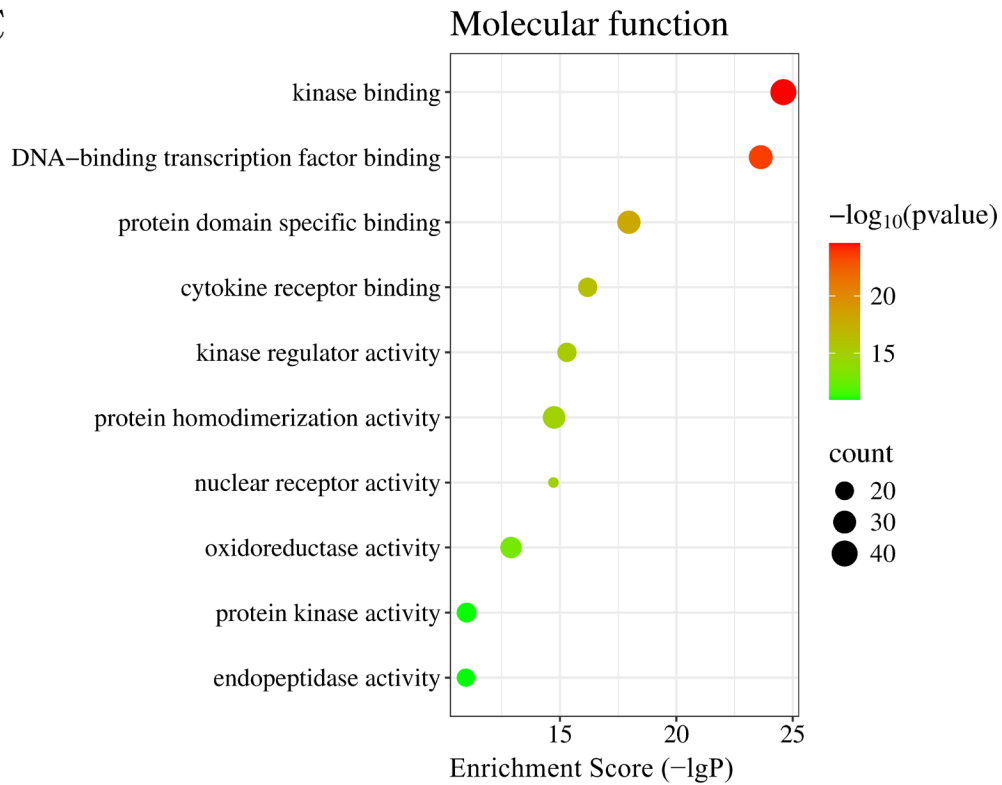 C
Molecular function
kinase binding
DNA−binding transcription factor binding
protein domain specific binding
cytokine receptor binding
kinase regulator activity
protein homodimerization activity
nuclear receptor activity
oxidoreductase activity
protein kinase activity
endopeptidase activity
15 20 25
Enrichment Score (−lgP)
−log₁₀(pvalue)
20
15
count
20
30
40